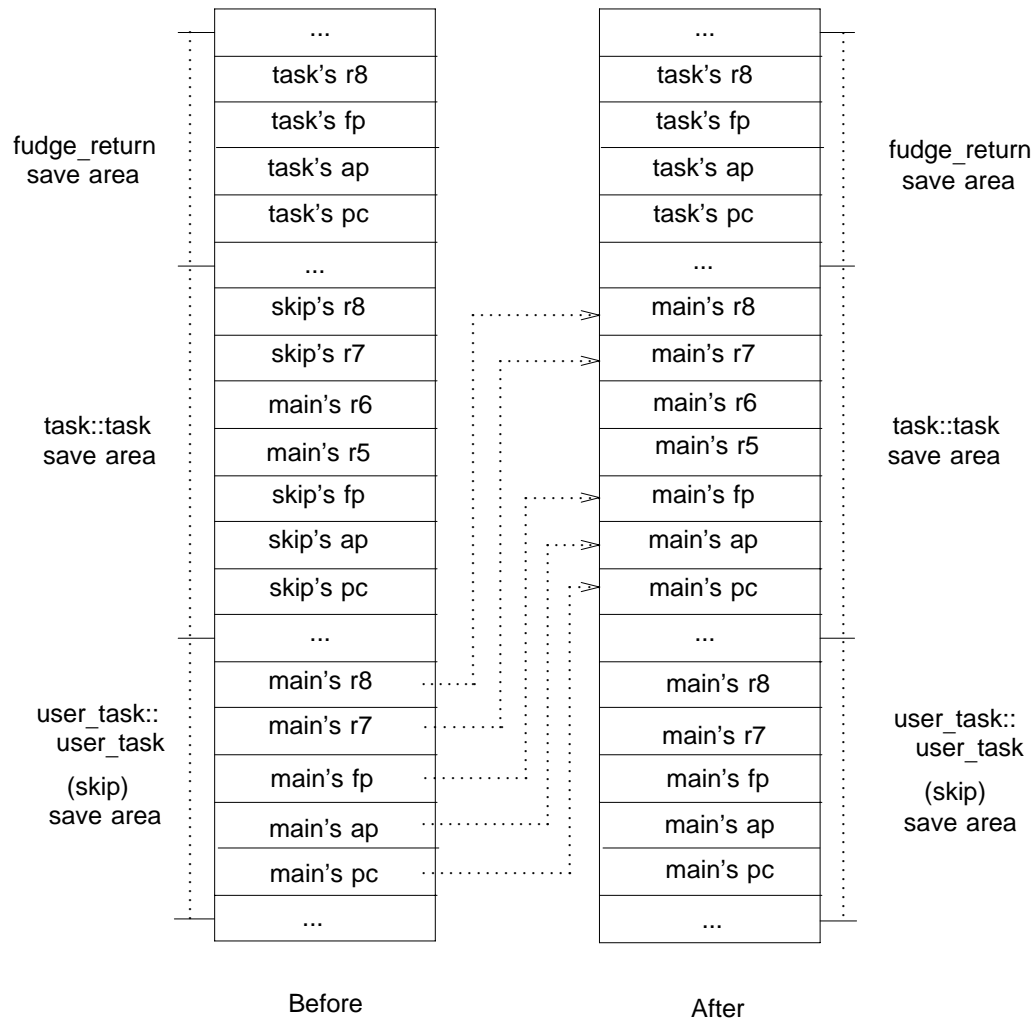 fudge_return
save area
task::task
save area
user_task::
user_task
(skip)
save area
...
task's r8
task's fp
task's ap
task's pc
...
skip's r8
skip's r7
main's r6
main's r5
skip's fp
skip's ap
skip's pc
...
main's r8
main's r7
main's fp
main's ap
main's pc
...
Before
...
task's r8
task's fp
task's ap
task's pc
...
main's r8
main's r7
main's r6
main's r5
main's fp
main's ap
main's pc
...
main's r8
main's r7
main's fp
main's ap
main's pc
...
After
fudge_return
save area
task::task
save area
user_task::
user_task
(skip)
save area